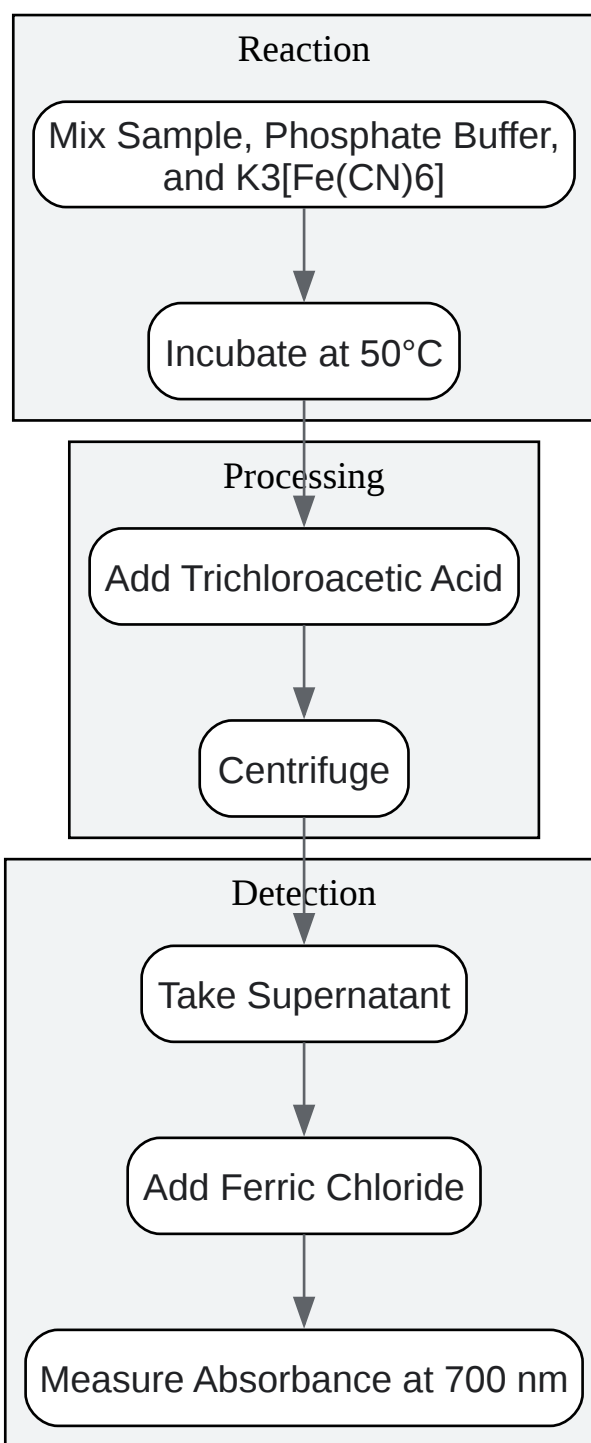 Reaction
Mix Sample, Phosphate Buffer,
and K3[Fe(CN)6]
Incubate at 50°C
Processing
Add Trichloroacetic Acid
Centrifuge
Detection
Take Supernatant
Add Ferric Chloride
Measure Absorbance at 700 nm